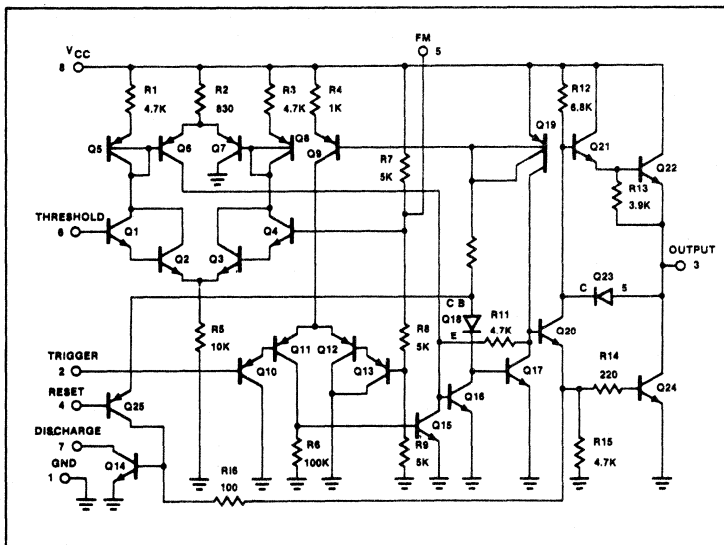 FM
5
VCC
8
R1
4.7K
R2
830
R3
4.7K
R4
1K
R12
6.8K
Q19
Q5
Q6
Q7
Q8
Q9
Q21
Q22
R7
5K
R13
3.9K
THRESHOLD
6
Q1
Q2
Q3
Q4
OUTPUT
3
Q23
C
5
C B
Q18
E
R11
4.7K
Q20
R5
10K
R8
5K
TRIGGER
2
Q10
Q11
Q12
Q13
Q17
R14
220
Q24
RESET
4
Q25
Q16
DISCHARGE
7
Q14
R6
100K
Q15
R9
5K
R15
4.7K
GND
1
R16
100